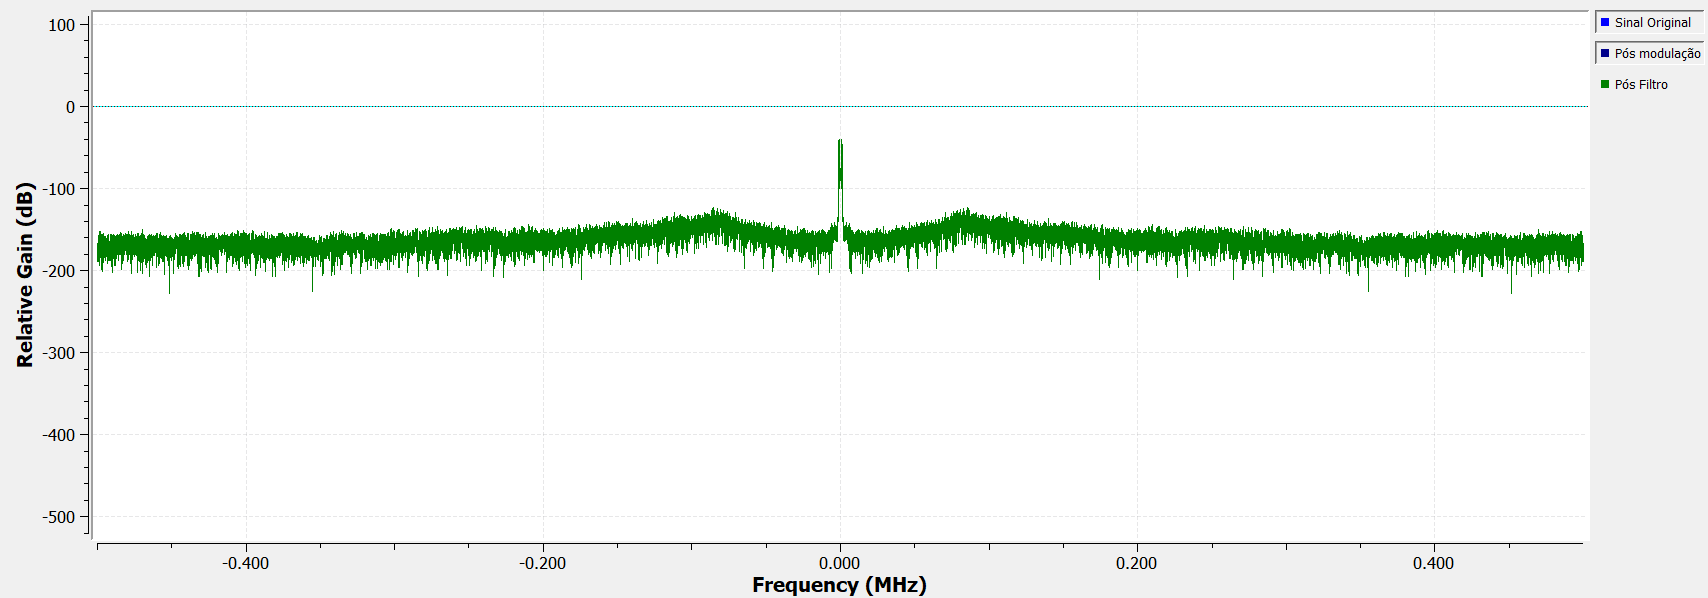 100
0
-100
-200
-300
-400
-500
Relative Gain (dB)
-0.400
-0.200
0.000
0.200
0.400
Frequency (MHz)
Sinal Original
Pós modulação
Pós Filtro